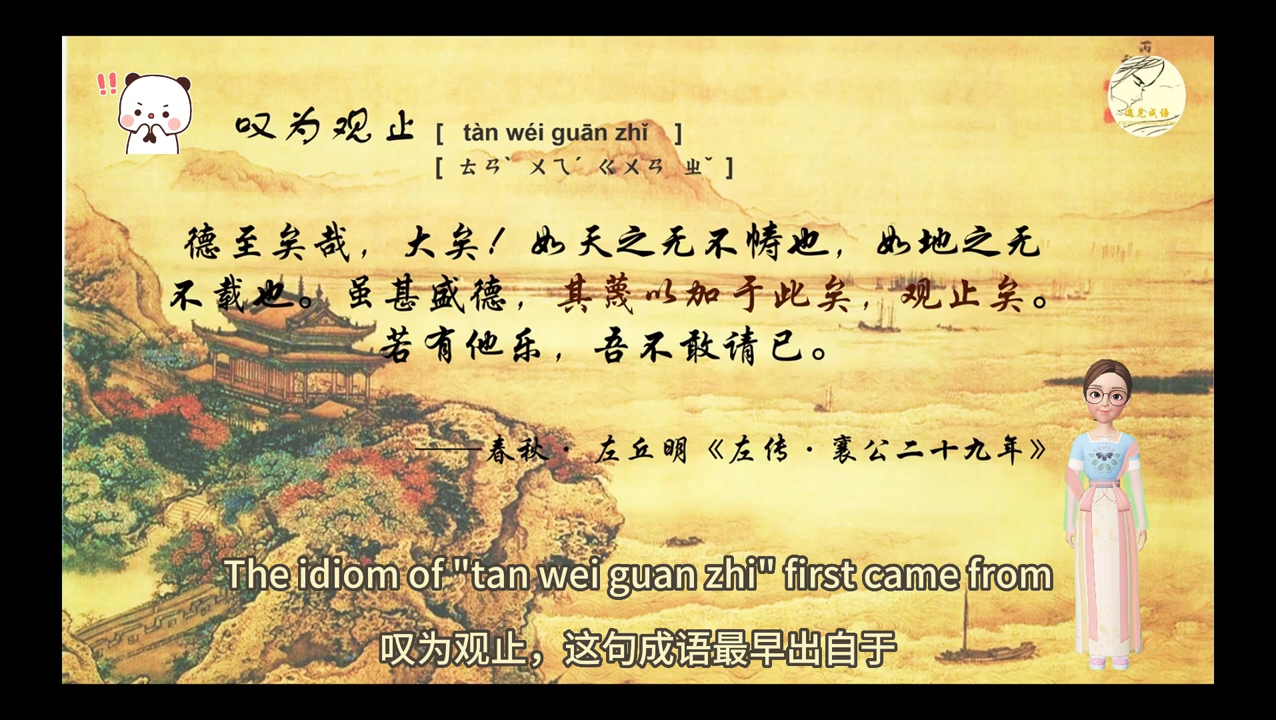 叹为观止 [ tàn wéi guān zhǐ ]
[ ㄊㄢˋ ㄨㄟˊ ㄍㄨㄢ ㄓˇ ]
德至矣哉，大矣！如天之无不帱也，如地之无
不载也。虽甚盛德，其蔑以加于此矣，观止矣。
若有他乐，吾不敢请已。
——春秋·左丘明《左传·襄公二十九年》
The idiom of "tan wei guan zhi" first came from
叹为观止，这句成语最早出自于